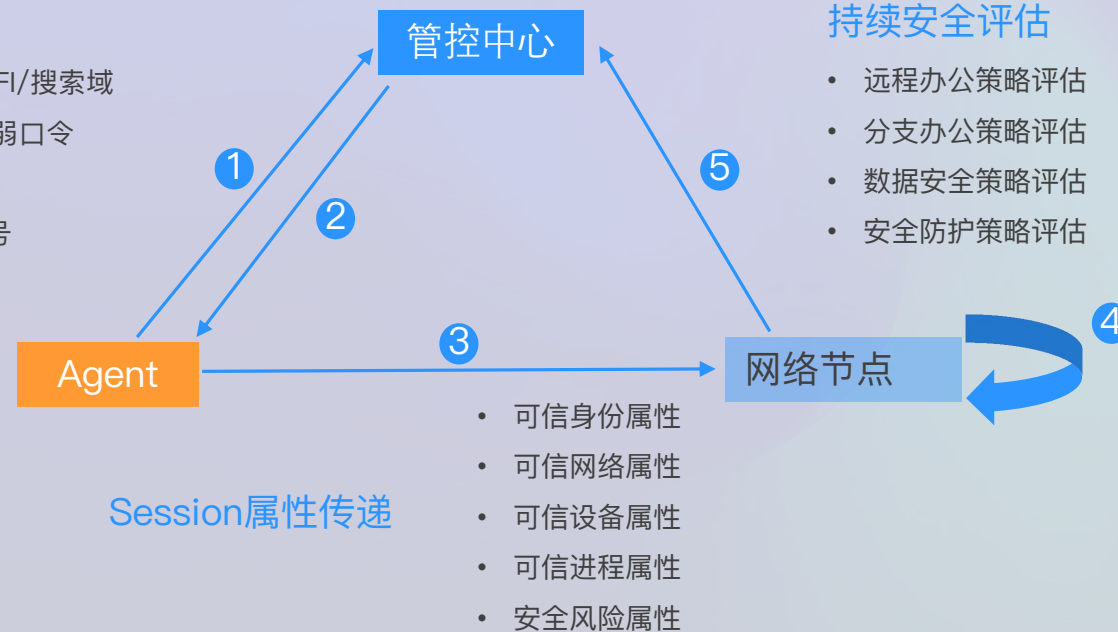 管控中心
持续安全评估
FI/搜索域
弱口令
号
• 远程办公策略评估
• 分支办公策略评估
• 数据安全策略评估
• 安全防护策略评估
1
2
5
3
4
Agent
网络节点
Session属性传递
• 可信身份属性
• 可信网络属性
• 可信设备属性
• 可信进程属性
• 安全风险属性